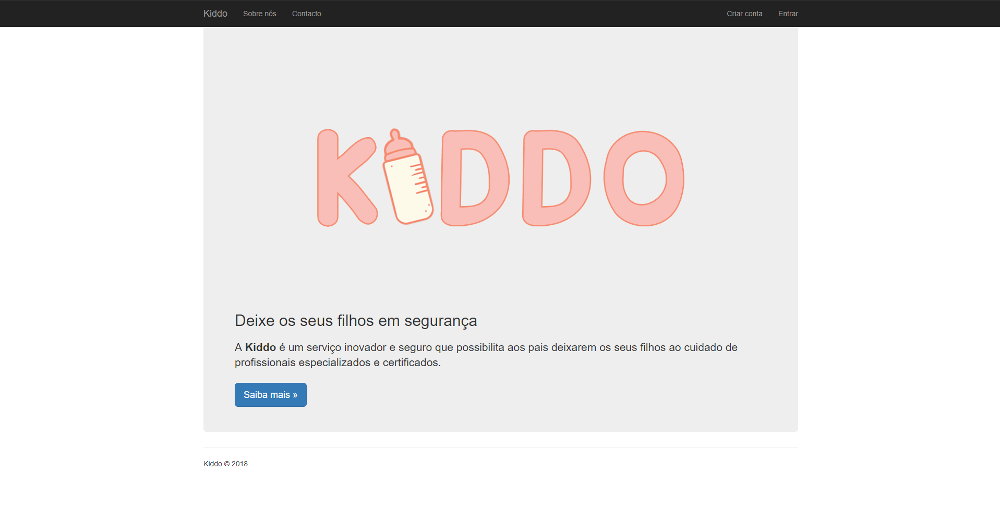 Kiddo Sobre nós Contacto Criar conta Entrar
KIDDO
Deixe os seus filhos em segurança
A Kiddo é um serviço inovador e seguro que possibilita aos pais deixarem os seus filhos ao cuidado de
profissionais especializados e certificados.
Saiba mais »
Kiddo © 2018